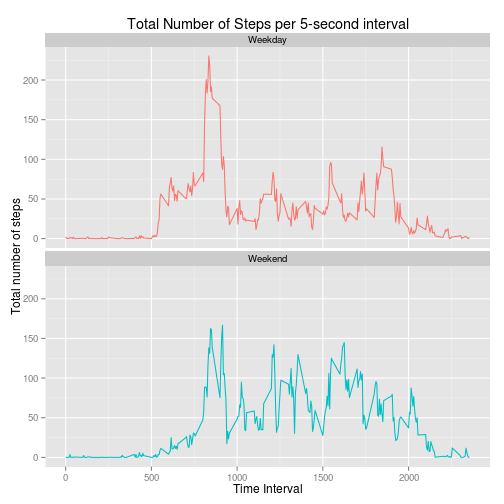 Total Number of Steps per 5-second interval
Weekday
200
150
100
50
0
Weekend
200
150
100
50
0
Total number of steps
0 500 1000 1500 2000
Time Interval